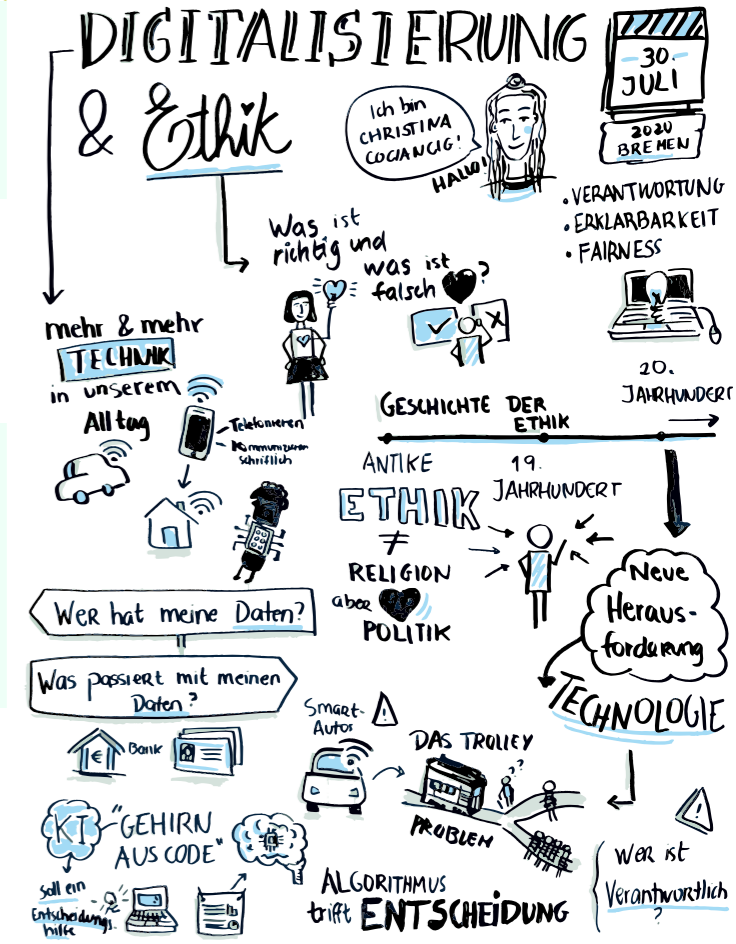 DIGITALISIERUNG
& Ethik
Ich bin
CHRISTINA
COCIANCIG!
HALLO!
30.
JULI
2020
BREMEN
• VERANTWORTUNG
• ERKLÄRBARKEIT
• FAIRNESS
Was ist
richtig und
was ist
falsch ?
mehr & mehr
TECHNIK
in unserem
Alltag
Telefonieren
Kommunizieren
schriftlich
GESCHICHTE DER
ETHIK
20.
JAHRHUNDERT
ANTIKE
ETHIK
≠
RELIGION
aber
POLITIK
19.
JAHRHUNDERT
Neue
Heraus-
forderung
TECHNOLOGIE
WER hat meine Daten?
Was passiert mit meinen
Daten?
€
Bank
Smart-
Autos
!
DAS TROLLEY
PROBLEM
??
KI
"GEHIRN
AUS CODE"
soll ein
Entscheidungs-
hilfe
ALGORITHMUS
trifft ENTSCHEIDUNG
!
WER ist
Verantwortlich
?